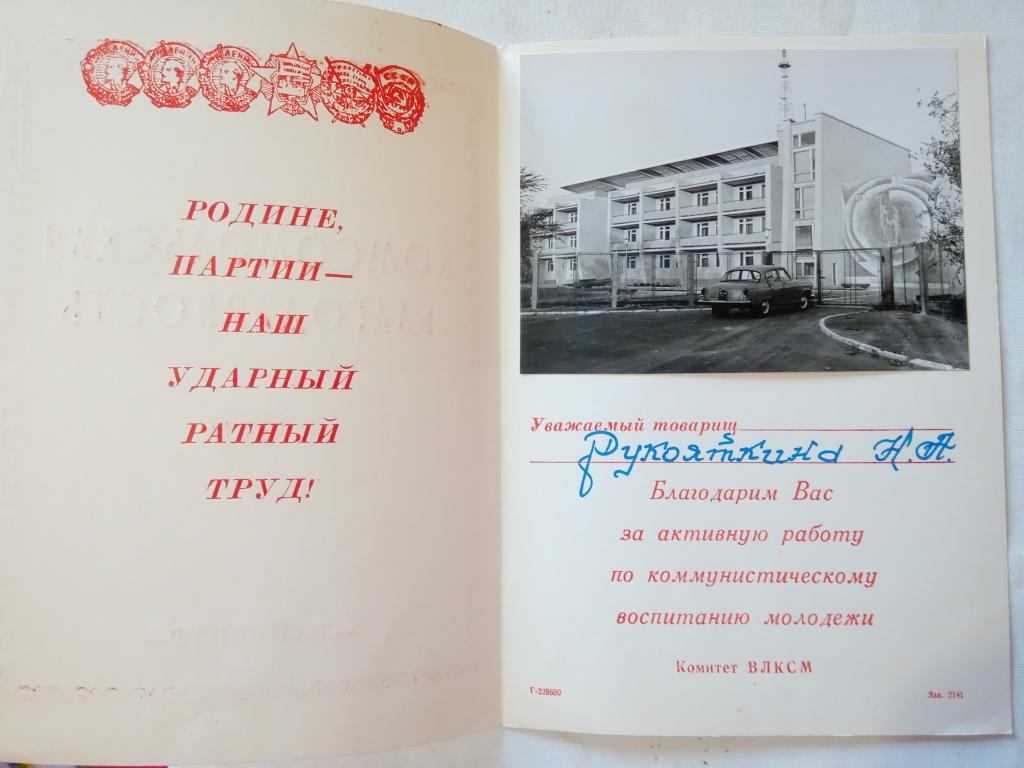 РОДИНЕ,
ПАРТИИ—
НАШ
УДАРНЫЙ
РАТНЫЙ
ТРУД!
Уважаемый товарищ
Рукояткина Н. А.
Благодарим Вас
за активную работу
по коммунистическому
воспитанию молодежи
Комитет ВЛКСМ
Г-239880
Зак. 2141